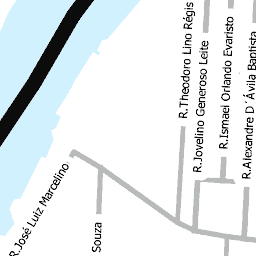 R.Theodoro Lino Régis
R.Jovelino Generoso Leite
R.Ismael Orlando Evaristo
R.Alexandre D´Ávila Batista
R.José Luiz Marcelino
Souza